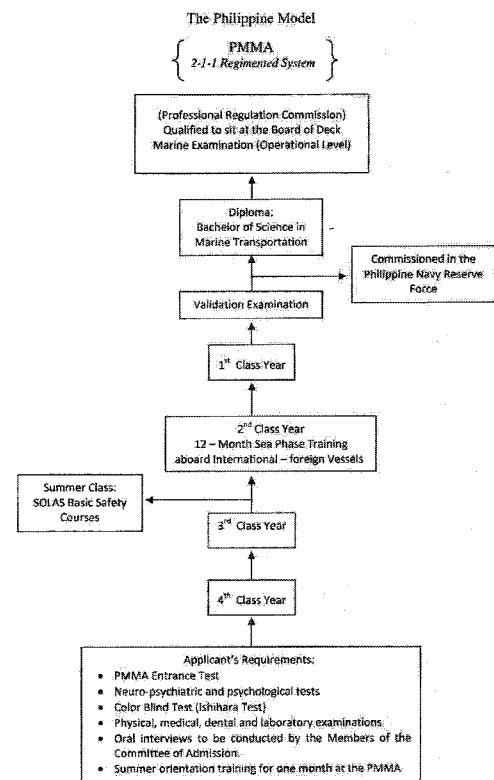 The Philippine Model
PMMA
2-1-1 Regimented System
(Professional Regulation Commission)
Qualified to sit at the Board of Deck
Marine Examination (Operational Level)
Diploma:
Bachelor of Science in
Marine Transportation
Commissioned in the
Philippine Navy Reserve
Force
Validation Examination
1st Class Year
2nd Class Year
12 – Month Sea Phase Training
aboard International – foreign Vessels
Summer Class:
SOLAS Basic Safety
Courses
3rd Class Year
4th Class Year
Applicant's Requirements:
• PMMA Entrance Test
• Neuro-psychiatric and psychological tests
• Color Blind Test (Ishihara Test)
• Physical, medical, dental and laboratory examinations
• Oral interviews to be conducted by the Members of the
Committee of Admission.
• Summer orientation training for one month at the PMMA